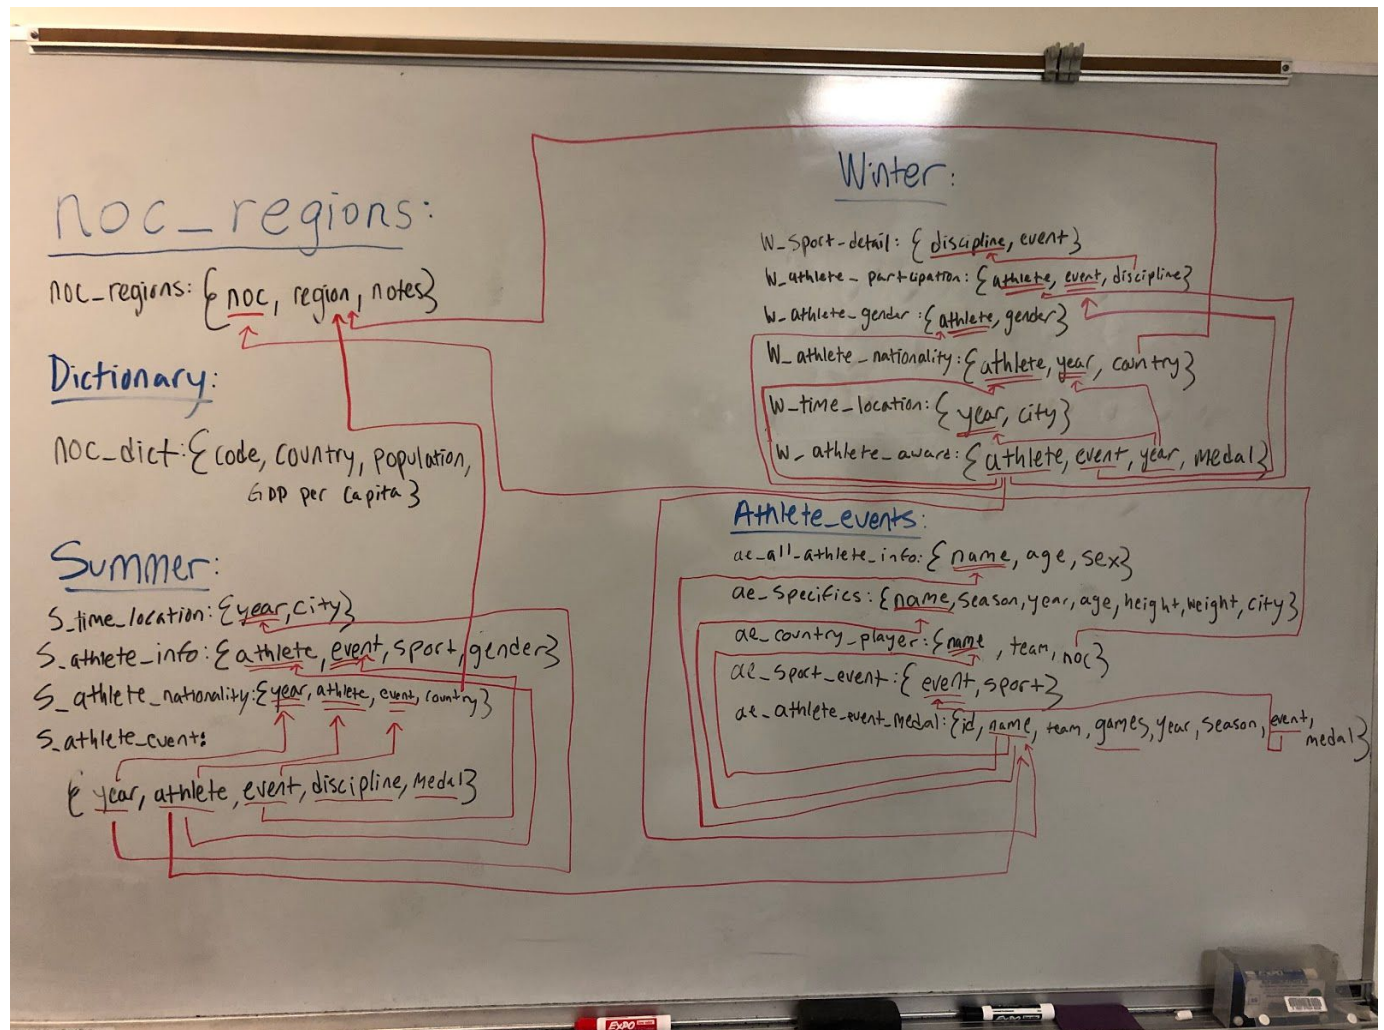 noc_regions:
noc_regions: {noc, region, notes}
Dictionary:
noc_dict: {code, country, population,
GDP per capita}
Summer:
s_time_location: {year, city}
s_athlete_info: {athlete, event, sport, gender}
s_athlete_nationality: {year, athlete, event, country}
s_athlete_event:
{year, athlete, event, discipline, medal}
Winter:
w_sport_detail: {discipline, event}
w_athlete_partcipation: {athlete, event, discipline}
w_athlete_gender: {athlete, gender}
w_athlete_nationality: {athlete, year, country}
w_time_location: {year, city}
w_athlete_award: {athlete, event, year, medal}
Athlete_events:
ae_all_athlete_info: {name, age, sex}
ae_specifics: {name, season, year, age, height, weight, city}
ae_country_player: {name, team, noc}
ae_sport_event: {event, sport}
ae_athlete_event_medal: {id, name, team, games, year, season, event,
medal}
EXPO